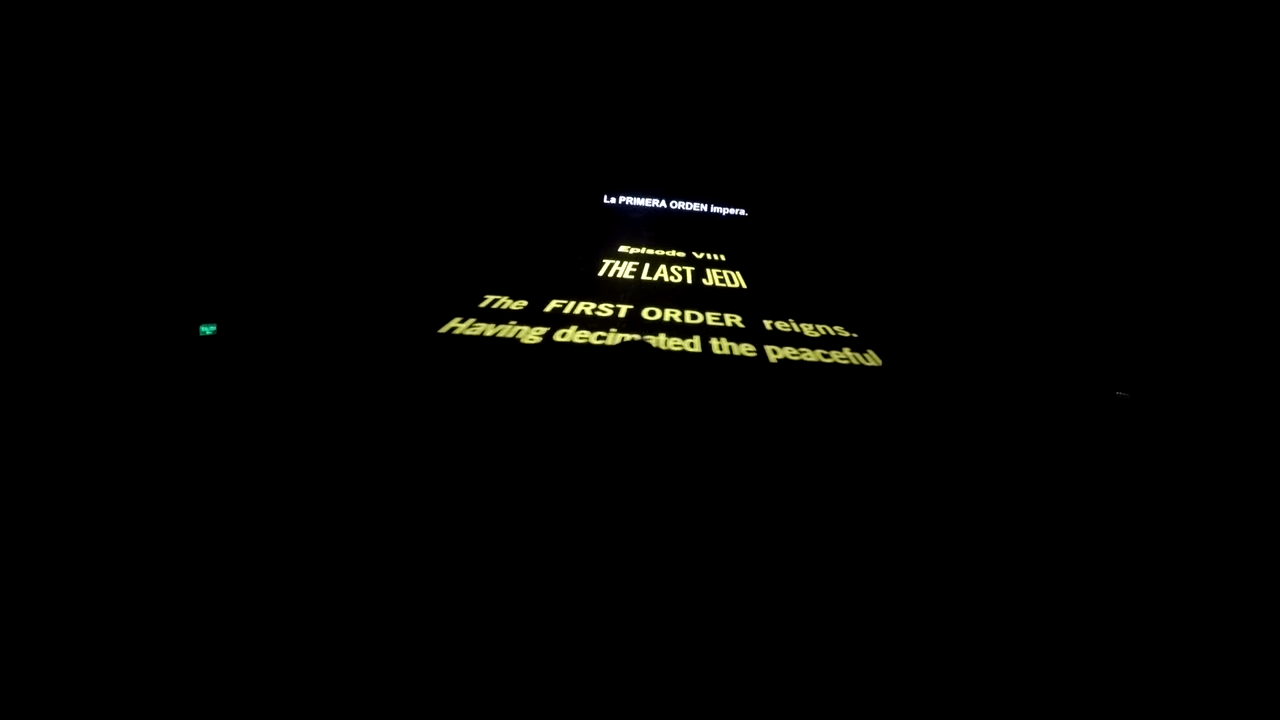 La PRIMERA ORDEN impera.
Episode VIII
THE LAST JEDI
The FIRST ORDER reigns.
Having decimated the peaceful